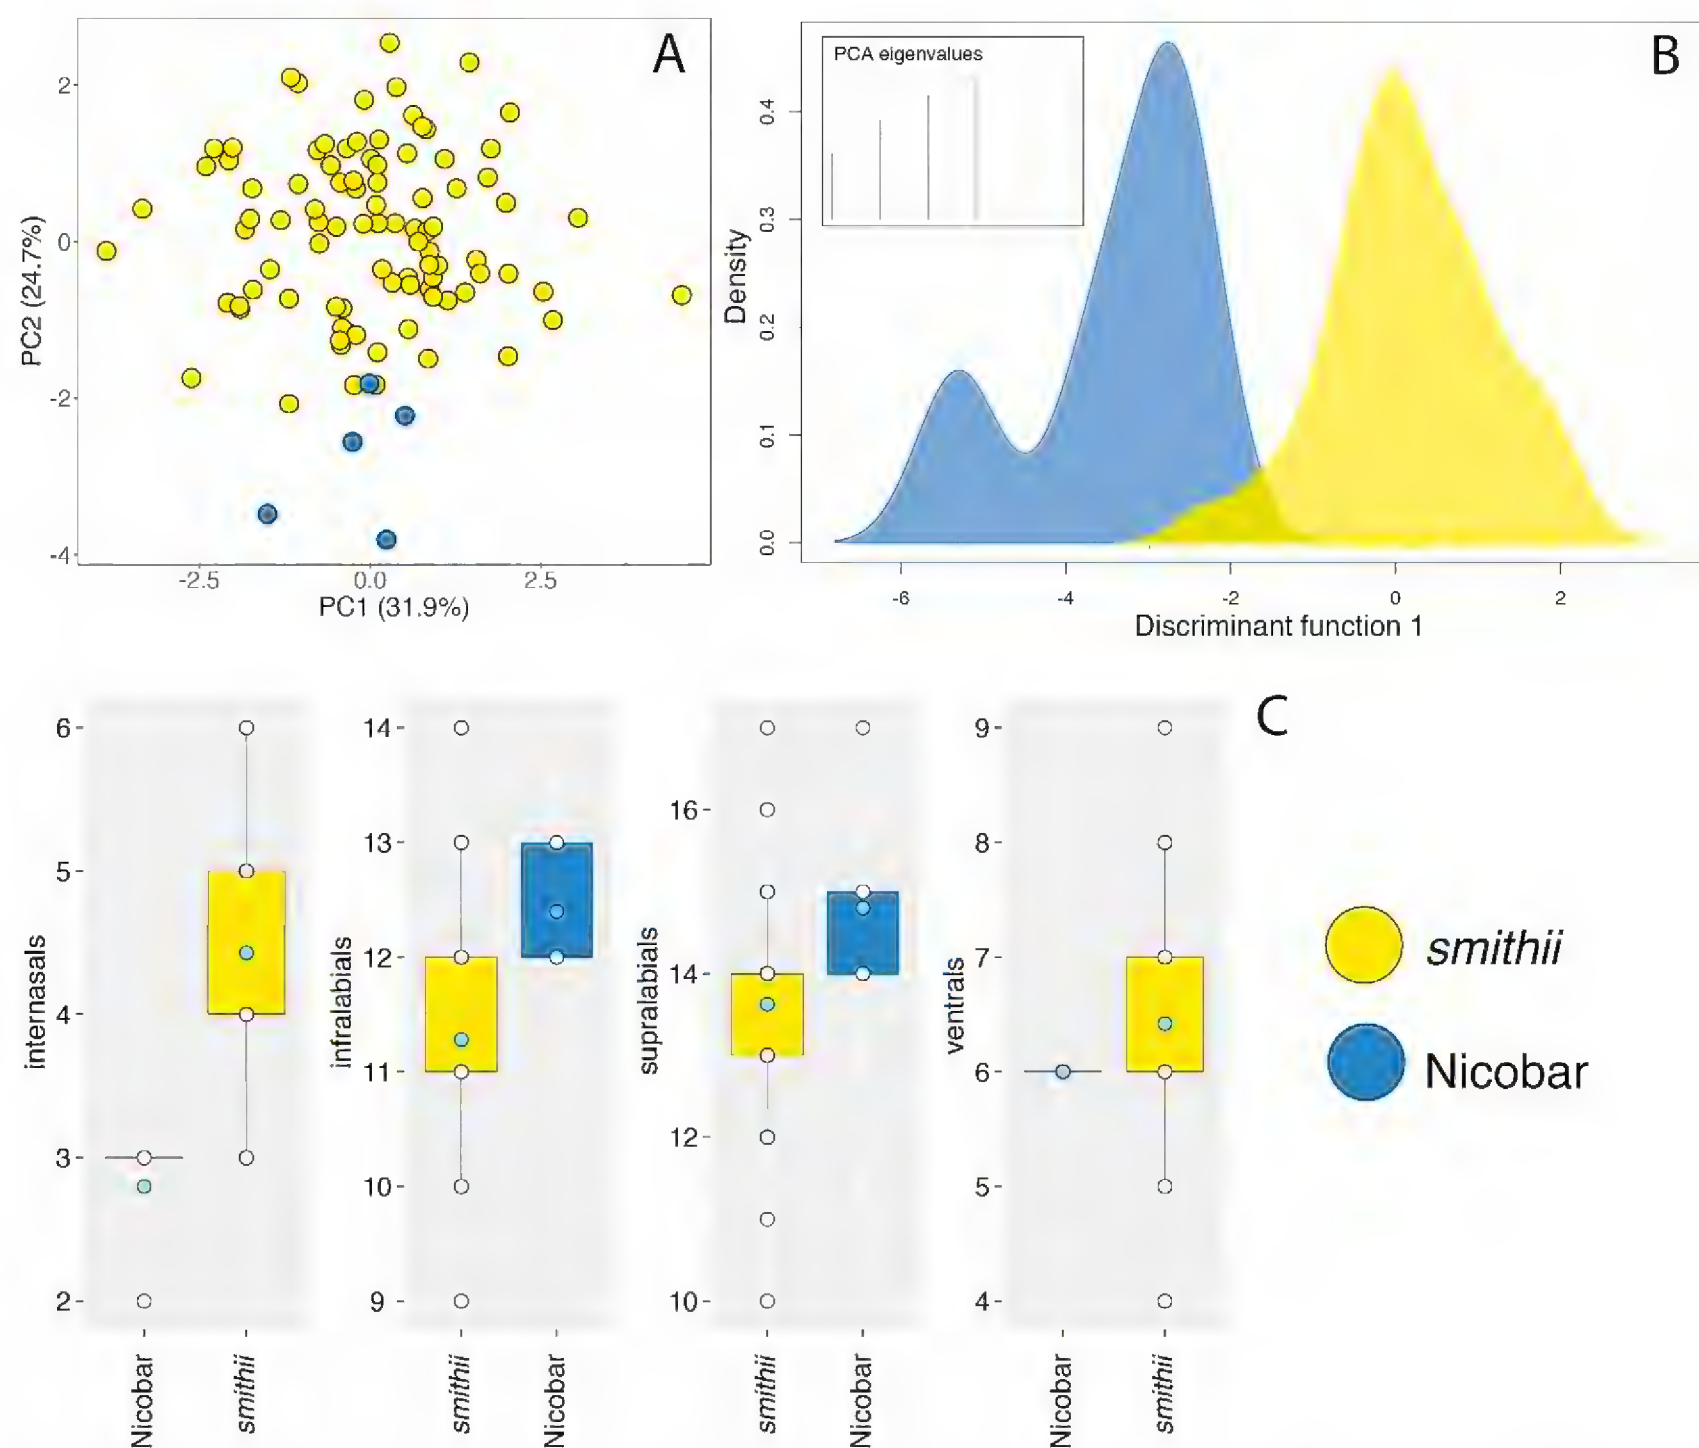 A
2
0
-2
-4
PC2 (24.7%)
-2.5 0.0 2.5
PC1 (31.9%)
B
PCA eigenvalues
0.4
0.3
0.2
0.1
0.0
Density
-6 -4 -2 0 2
Discriminant function 1
C
6
5
4
3
2
internasals
Nicobar
smithii
14
13
12
11
10
9
infralabials
smithii
Nicobar
16
14
12
10
supralabials
smithii
Nicobar
9
8
7
6
5
4
ventrals
Nicobar
smithii
smithii
Nicobar